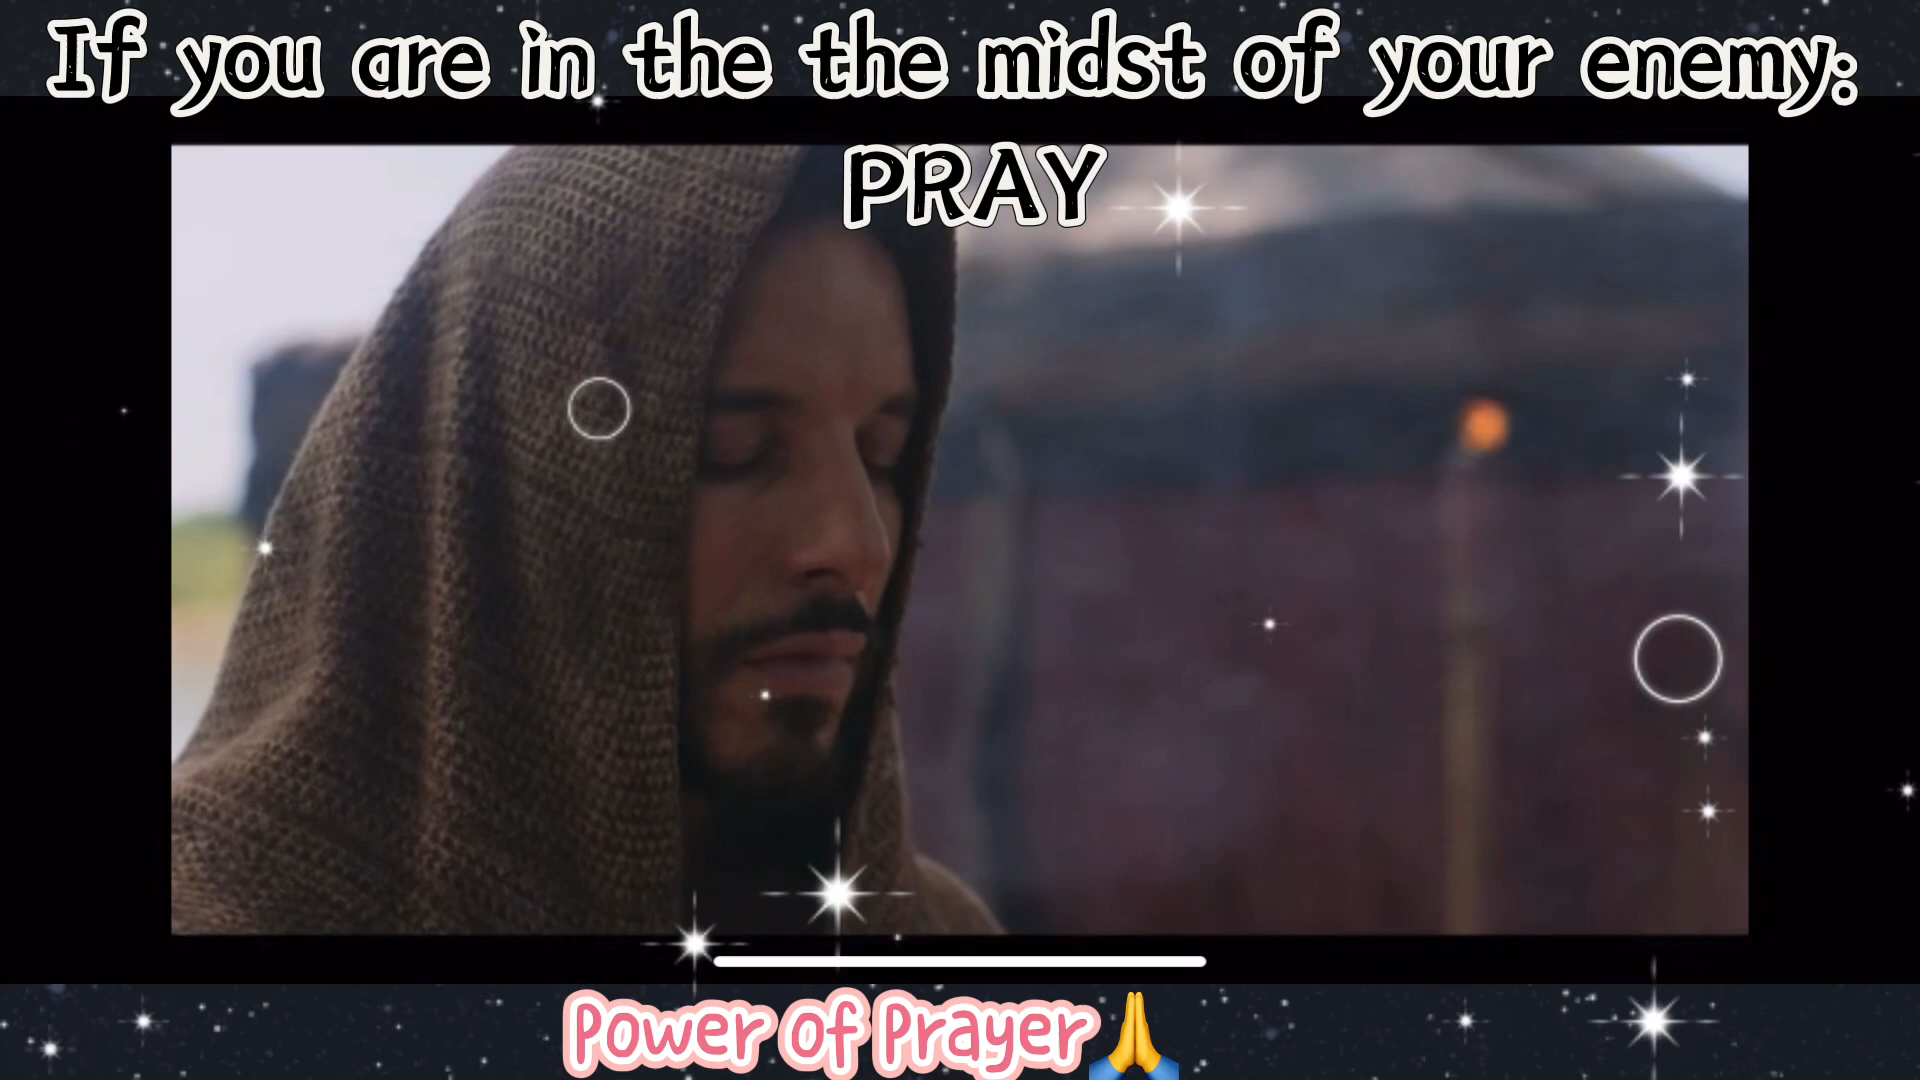 If you are in the the midst of your enemy:
PRAY
Power of Prayer🙏